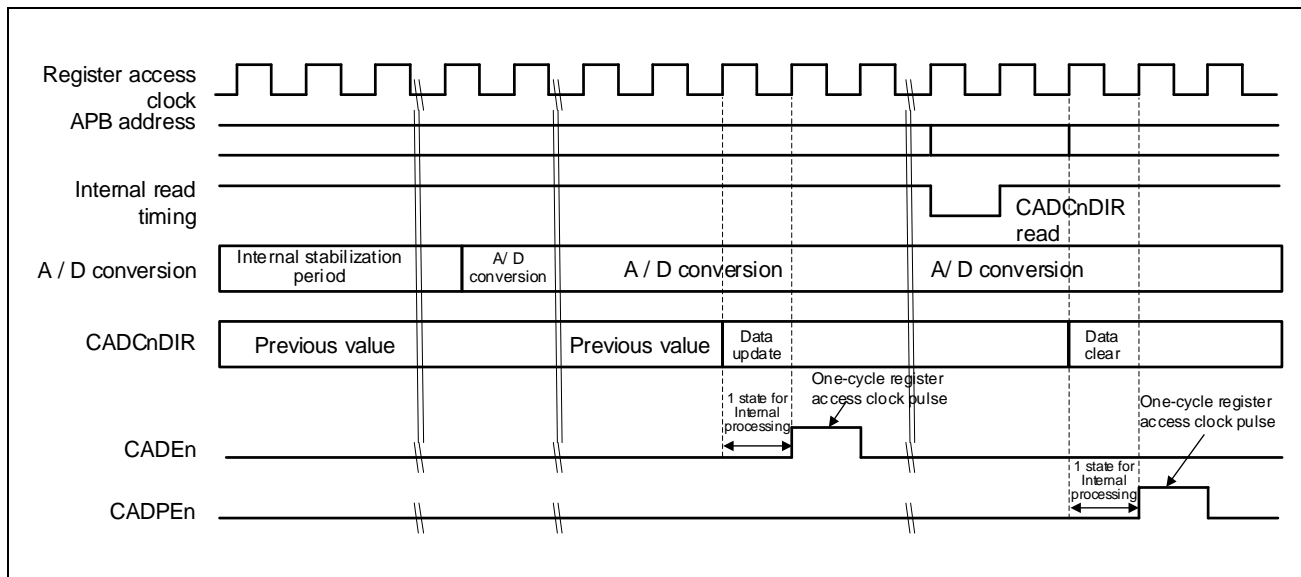 Register access
clock
APB address
Internal read
timing
CADCnDIR
read
A / D conversion
Internal stabilization
period
A/ D
conversion
A / D conversion
A/ D conversion
CADCnDIR
Previous value
Previous value
Data
update
Data
clear
1 state for
Internal
processing
One-cycle register
access clock pulse
One-cycle register
access clock pulse
CADEn
1 state for
Internal
processing
CADPEn